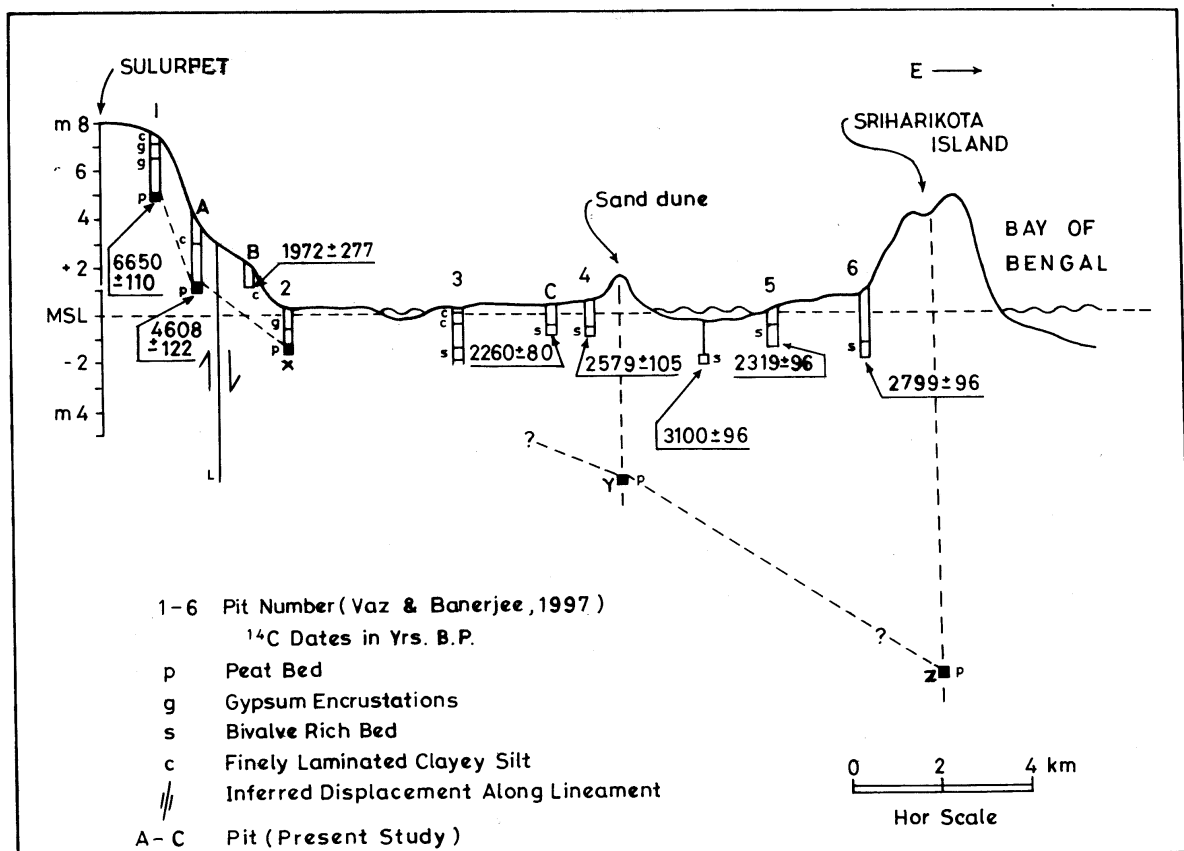 SULURPET
E
1
m 8
6
4
+ 2
MSL
- 2
m 4
c
g
g
p
A
c
p
B
c
2
g
p
X
L
6650
±110
4608
±122
1972±277
Sand dune
SRIHARIKOTA
ISLAND
BAY OF
BENGAL
3
c
c
s
C
s
4
s
5
s
6
s
s
2260±80
2579±105
3100±96
2319±96
2799±96
?
Y
p
?
Z
p
1-6 Pit Number (Vaz & Banerjee, 1997)
14C Dates in Yrs. B.P.
p Peat Bed
g Gypsum Encrustations
s Bivalve Rich Bed
c Finely Laminated Clayey Silt
Inferred Displacement Along Lineament
A-C Pit (Present Study)
0 2 4 km
Hor Scale